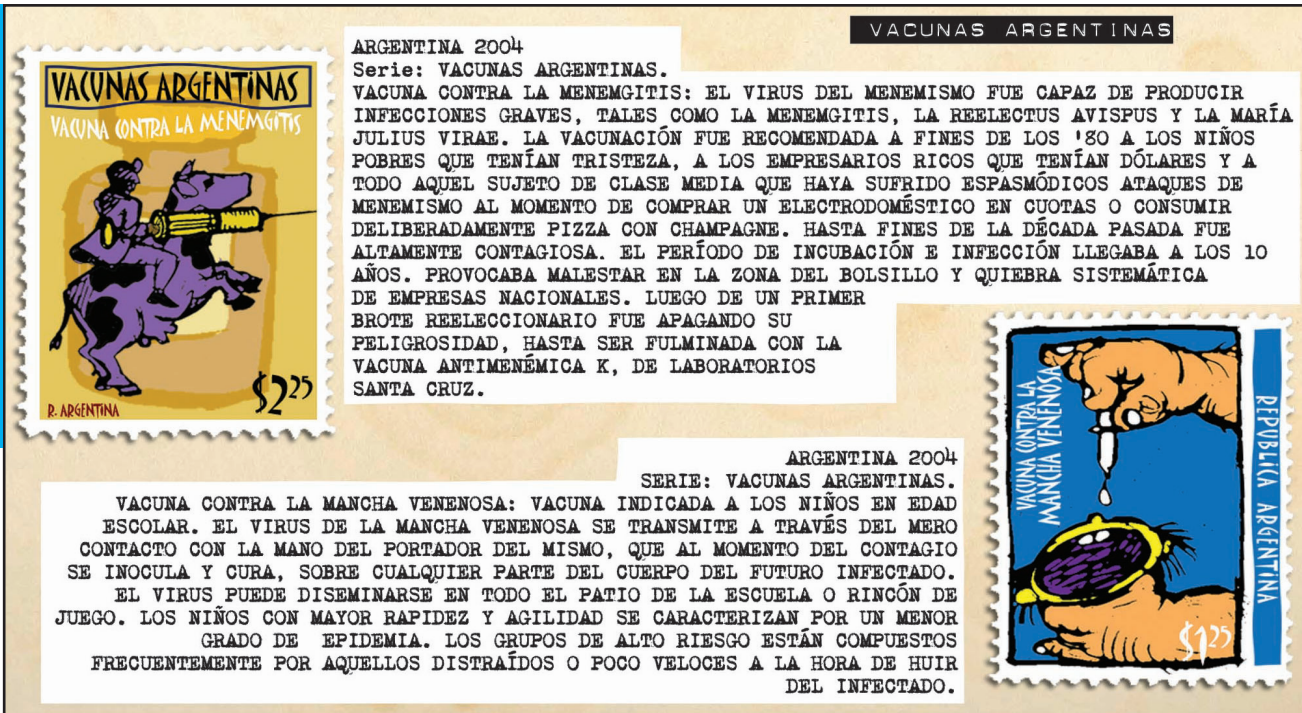 VACUNAS ARGENTINAS
VACUNAS ARGENTINAS
VACUNA CONTRA LA MENEMGITIS
$2 25
R. ARGENTINA
ARGENTINA 2004
Serie: VACUNAS ARGENTINAS.
VACUNA CONTRA LA MENEMGITIS: EL VIRUS DEL MENEMISMO FUE CAPAZ DE PRODUCIR
INFECCIONES GRAVES, TALES COMO LA MENEMGITIS, LA REELECTUS AVISPUS Y LA MARÍA
JULIUS VIRAE. LA VACUNACIÓN FUE RECOMENDADA A FINES DE LOS '80 A LOS NIÑOS
POBRES QUE TENÍAN TRISTEZA, A LOS EMPRESARIOS RICOS QUE TENÍAN DÓLARES Y A
TODO AQUEL SUJETO DE CLASE MEDIA QUE HAYA SUFRIDO ESPASMÓDICOS ATAQUES DE
MENEMISMO AL MOMENTO DE COMPRAR UN ELECTRODOMÉSTICO EN CUOTAS O CONSUMIR
DELIBERADAMENTE PIZZA CON CHAMPAGNE. HASTA FINES DE LA DÉCADA PASADA FUE
ALTAMENTE CONTAGIOSA. EL PERÍODO DE INCUBACIÓN E INFECCIÓN LLEGABA A LOS 10
AÑOS. PROVOCABA MALESTAR EN LA ZONA DEL BOLSILLO Y QUIEBRA SISTEMÁTICA
DE EMPRESAS NACIONALES. LUEGO DE UN PRIMER
BROTE REELECCIONARIO FUE APAGANDO SU
PELIGROSIDAD, HASTA SER FULMINADA CON LA
VACUNA ANTIMENÉMICA K, DE LABORATORIOS
SANTA CRUZ.
ARGENTINA 2004
SERIE: VACUNAS ARGENTINAS.
VACUNA CONTRA LA MANCHA VENENOSA: VACUNA INDICADA A LOS NIÑOS EN EDAD
ESCOLAR. EL VIRUS DE LA MANCHA VENENOSA SE TRANSMITE A TRAVÉS DEL MERO
CONTACTO CON LA MANO DEL PORTADOR DEL MISMO, QUE AL MOMENTO DEL CONTAGIO
SE INOCULA Y CURA, SOBRE CUALQUIER PARTE DEL CUERPO DEL FUTURO INFECTADO.
EL VIRUS PUEDE DISEMINARSE EN TODO EL PATIO DE LA ESCUELA O RINCÓN DE
JUEGO. LOS NIÑOS CON MAYOR RAPIDEZ Y AGILIDAD SE CARACTERIZAN POR UN MENOR
GRADO DE EPIDEMIA. LOS GRUPOS DE ALTO RIESGO ESTÁN COMPUESTOS
FRECUENTEMENTE POR AQUELLOS DISTRAÍDOS O POCO VELOCES A LA HORA DE HUIR
DEL INFECTADO.
VACUNA CONTRA LA
MANCHA VENENOSA
REPUBLICA ARGENTINA
$1 25